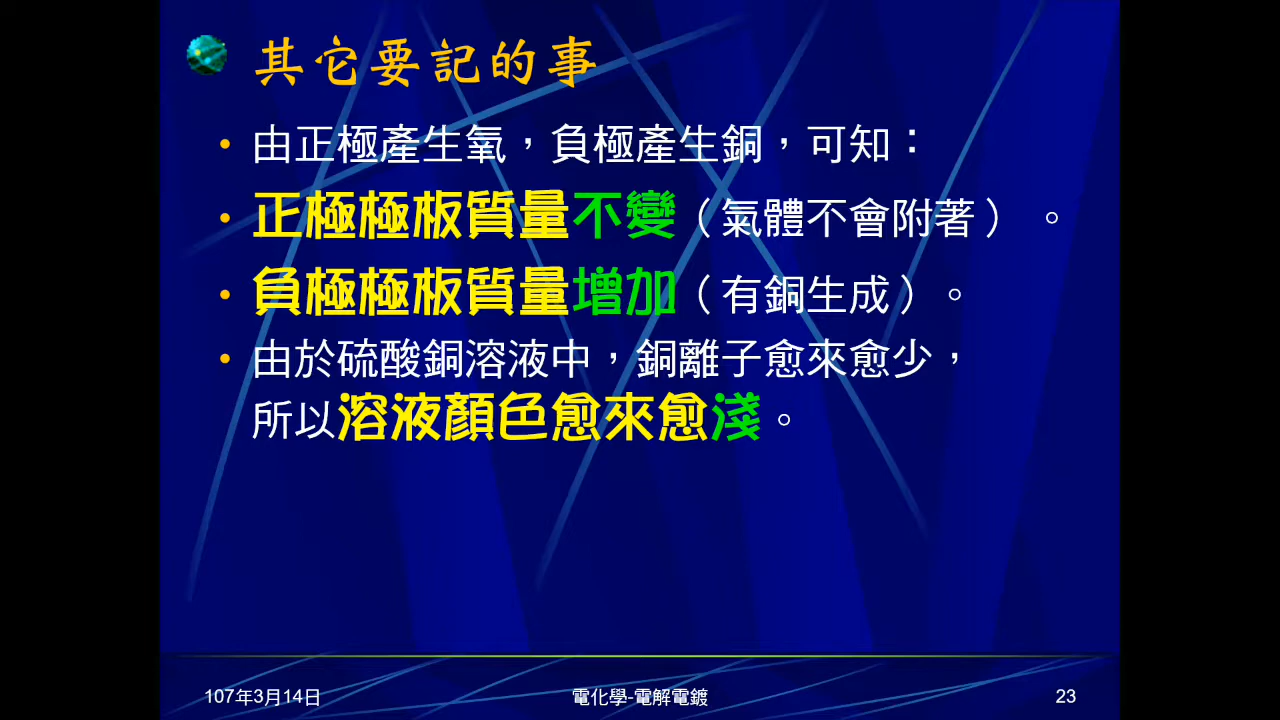 其它要記的事
• 由正極產生氧，負極產生銅，可知：
• 正極極板質量不變（氣體不會附著）。
• 負極極板質量增加（有銅生成）。
• 由於硫酸銅溶液中，銅離子愈來愈少，
所以溶液顏色愈來愈淺。
107年3月14日
電化學-電解電鍍
23